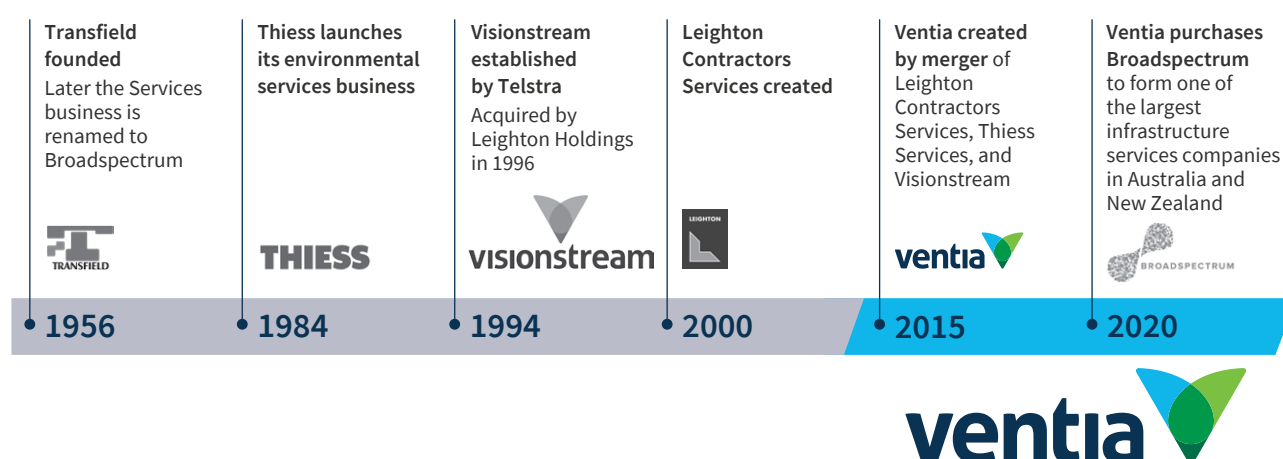 Transfield
founded
Later the Services
business is
renamed to
Broadspectrum
TRANSFIELD
1956
Thiess launches
its environmental
services business
THIESS
1984
Visionstream
established
by Telstra
Acquired by
Leighton Holdings
in 1996
visionstream
1994
Leighton
Contractors
Services created
LEIGHTON
2000
Ventia created
by merger of
Leighton
Contractors
Services, Thiess
Services, and
Visionstream
ventia
2015
Ventia purchases
Broadspectrum
to form one of
the largest
infrastructure
services companies
in Australia and
New Zealand
BROADSPECTRUM
2020
ventia